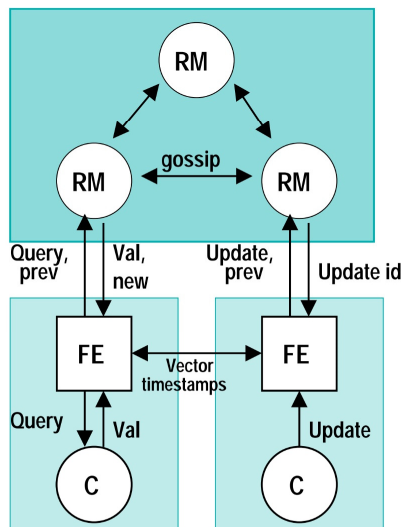 RM
gossip
RM
RM
Query,
prev
Val,
new
Update,
prev
Update id
FE
FE
Vector
timestamps
Query
Val
Update
C
C